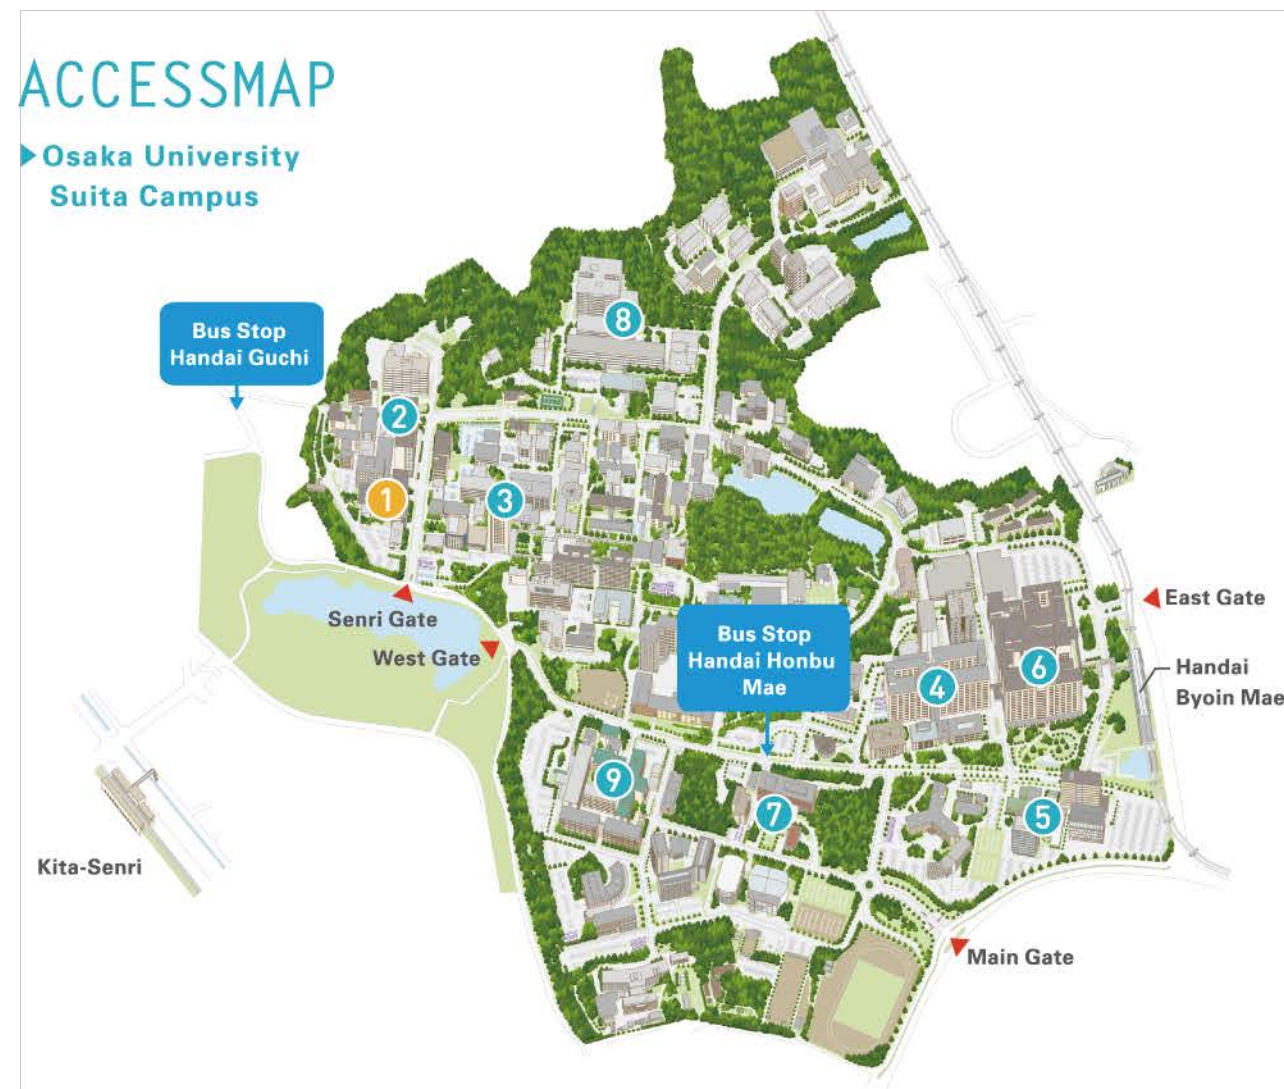 ACCESSMAP
Osaka University
Suita Campus
Bus Stop
Handai Guchi
8
2
1
3
Senri Gate
West Gate
Bus Stop
Handai Honbu
Mae
East Gate
Handai
Byoin Mae
4
6
9
7
5
Kita-Senri
Main Gate